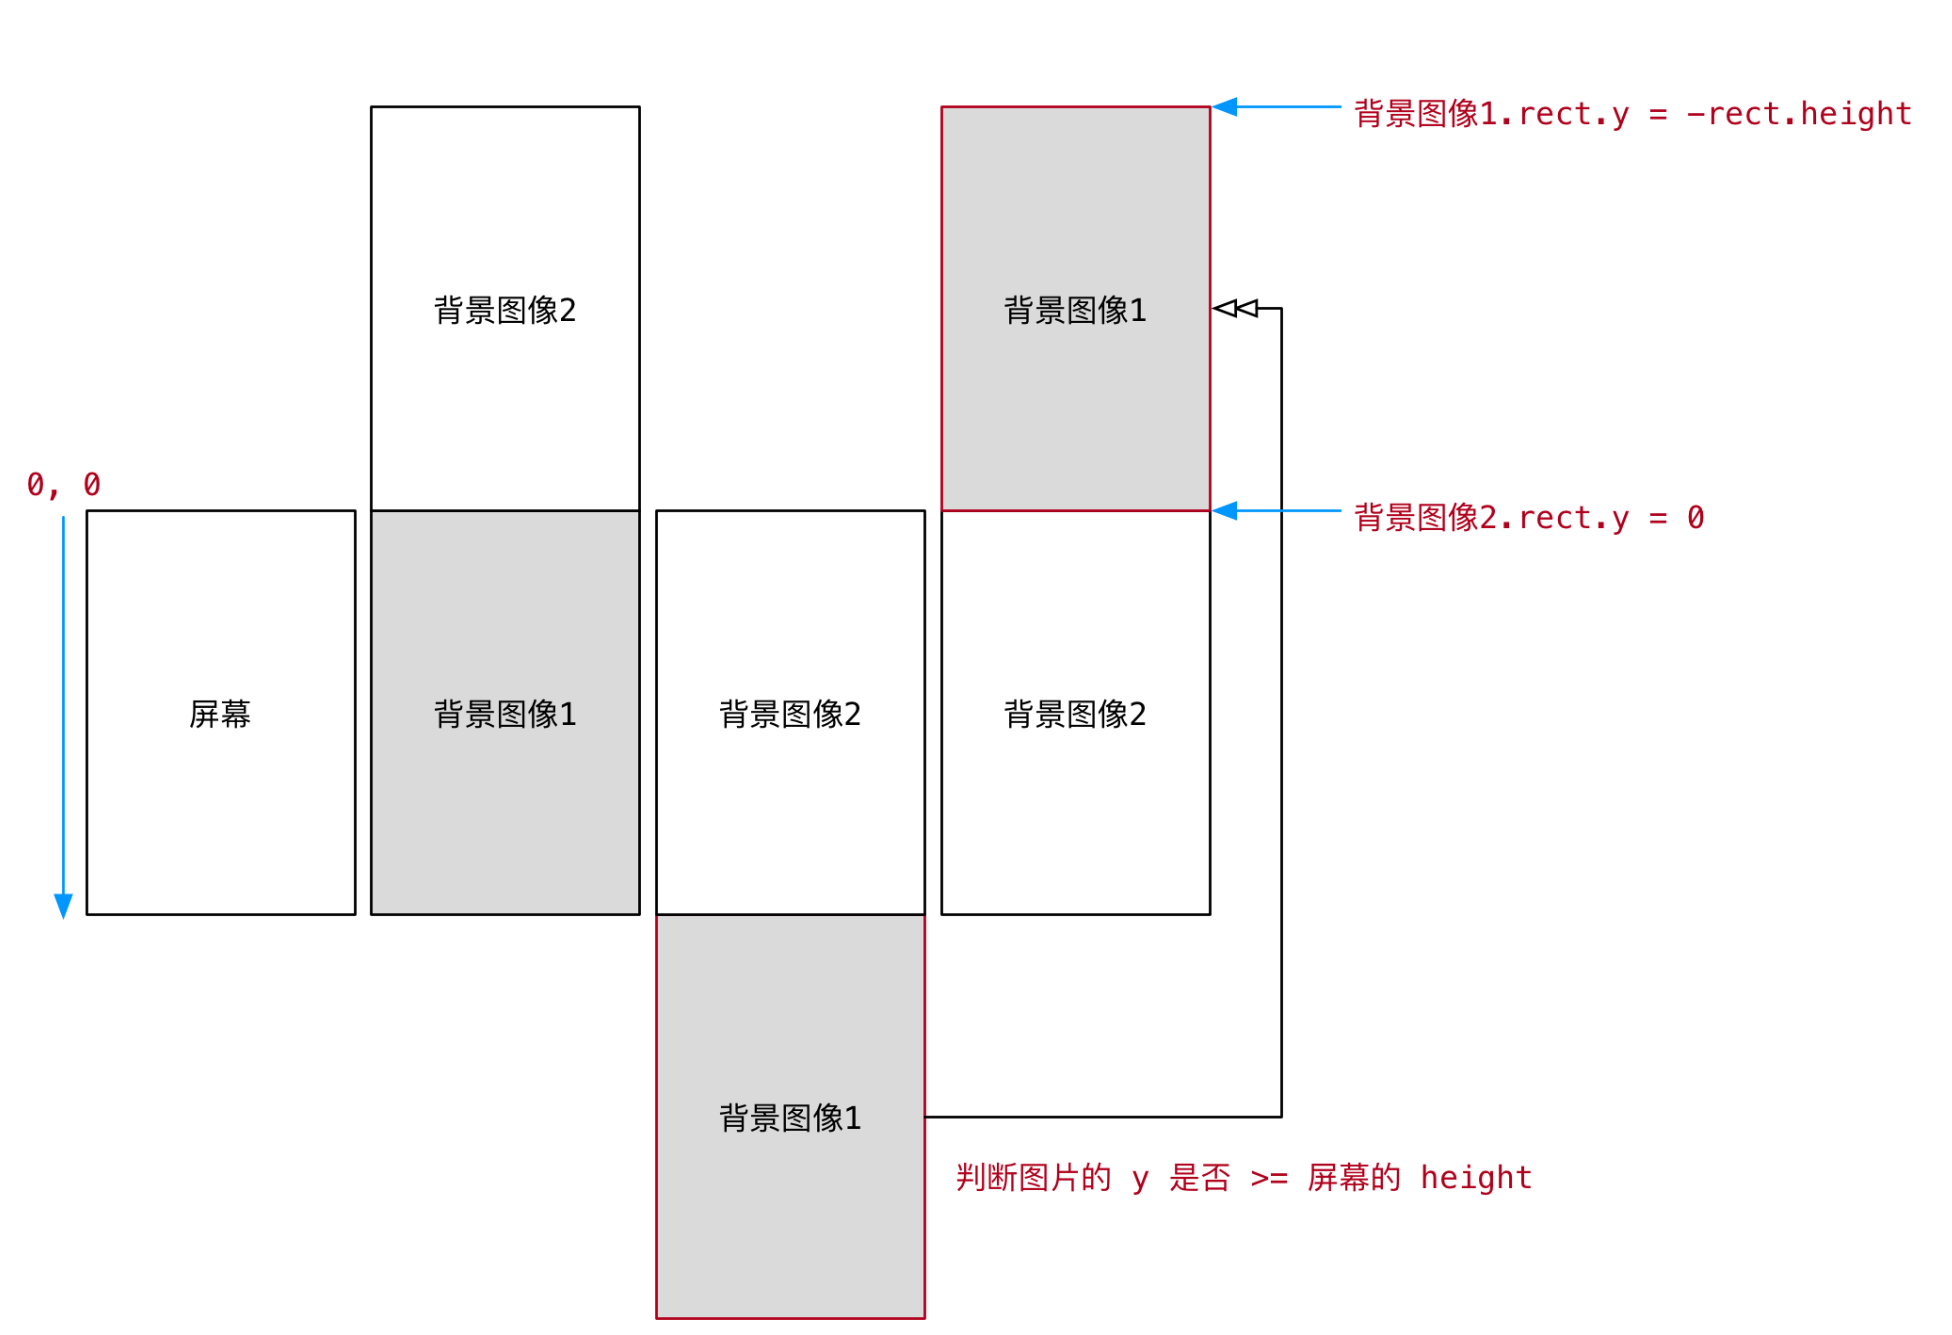 背景图像1.rect.y = -rect.height
背景图像2
背景图像1
0, 0
背景图像2.rect.y = 0
屏幕
背景图像1
背景图像2
背景图像2
背景图像1
判断图片的 y 是否 >= 屏幕的 height